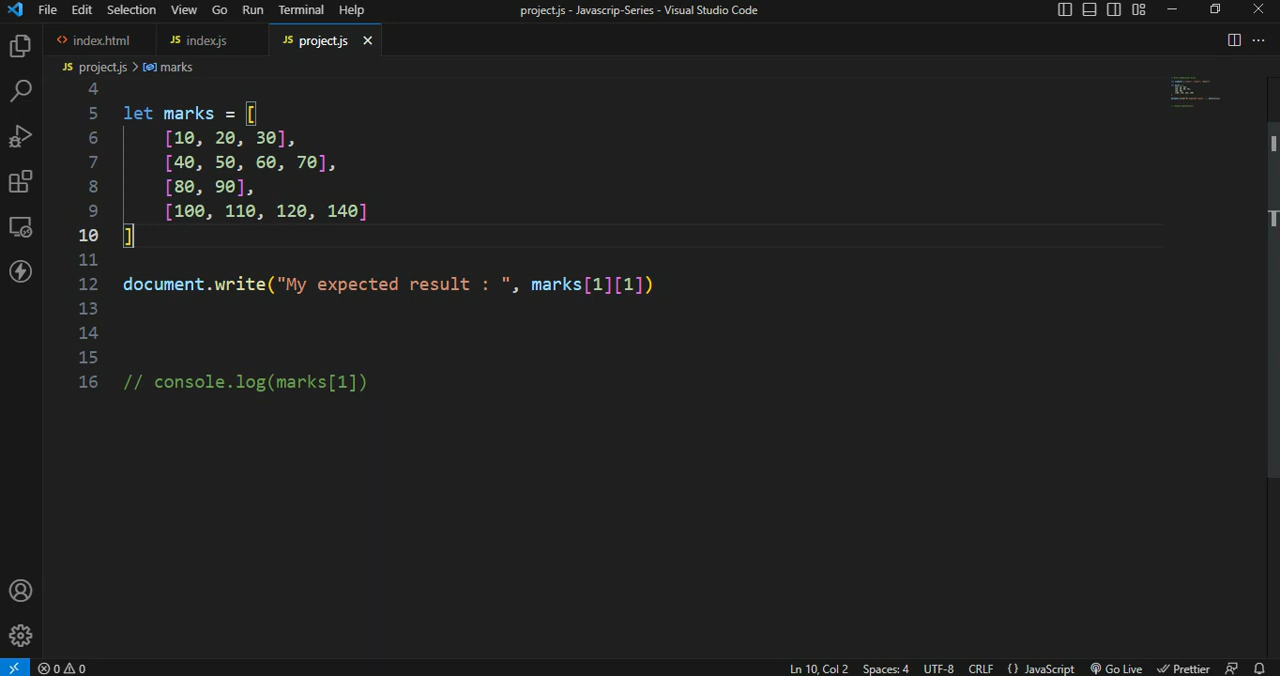 File Edit Selection View Go Run Terminal Help project.js - Javascrip-Series - Visual Studio Code
index.html JS index.js JS project.js
JS project.js > marks
4
5 let marks = [
6 [10, 20, 30],
7 [40, 50, 60, 70],
8 [80, 90],
9 [100, 110, 120, 140]
10 ]
11
12 document.write("My expected result : ", marks[1][1])
13
14
15
16 // console.log(marks[1])
0 0 Ln 10, Col 2 Spaces: 4 UTF-8 CRLF {} JavaScript Go Live Prettier